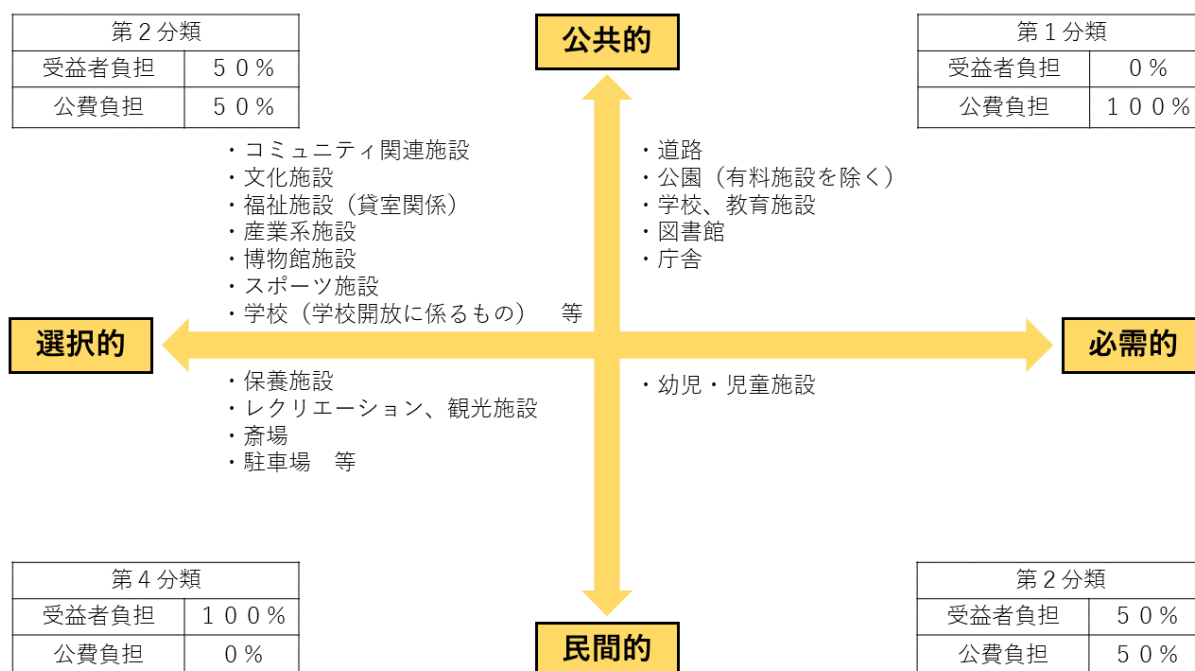 第２分類
受益者負担 ５０%
公費負担 ５０%
公共的
第１分類
受益者負担 ０%
公費負担 １００%
・コミュニティ関連施設
・文化施設
・福祉施設（貸室関係）
・産業系施設
・博物館施設
・スポーツ施設
・学校（学校開放に係るもの）　等
・道路
・公園（有料施設を除く）
・学校、教育施設
・図書館
・庁舎
選択的
必需的
・保養施設
・レクリエーション、観光施設
・斎場
・駐車場　等
・幼児・児童施設
第４分類
受益者負担 １００%
公費負担 ０%
民間的
第２分類
受益者負担 ５０%
公費負担 ５０%